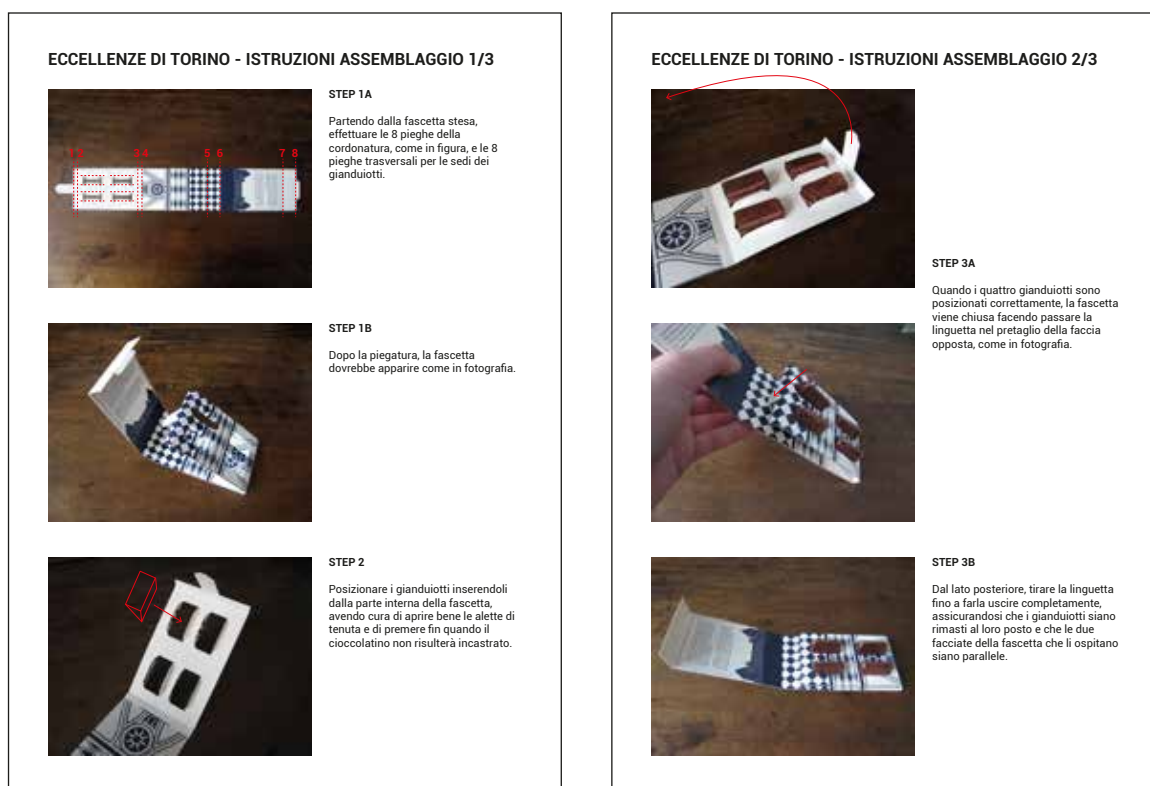 ECCELLENZE DI TORINO - ISTRUZIONI ASSEMBLAGGIO 1/3
STEP 1A
Partendo dalla fascetta stesa,
effettuare le 8 pieghe della
cordonatura, come in figura, e le 8
pieghe trasversali per le sedi dei
gianduiotti.
1 2 3 4 5 6 7 8
STEP 1B
Dopo la piegatura, la fascetta
dovrebbe apparire come in fotografia.
STEP 2
Posizionare i gianduiotti inserendoli
dalla parte interna della fascetta,
avendo cura di aprire bene le alette di
tenuta e di premere fin quando il
cioccolatino non risulterà incastrato.
ECCELLENZE DI TORINO - ISTRUZIONI ASSEMBLAGGIO 2/3
STEP 3A
Quando i quattro gianduiotti sono
posizionati correttamente, la fascetta
viene chiusa facendo passare la
linguetta nel pretaglio della faccia
opposta, come in fotografia.
STEP 3B
Dal lato posteriore, tirare la linguetta
fino a farla uscire completamente,
assicurandosi che i gianduiotti siano
rimasti al loro posto e che le due
facciate della fascetta che li ospitano
siano parallele.